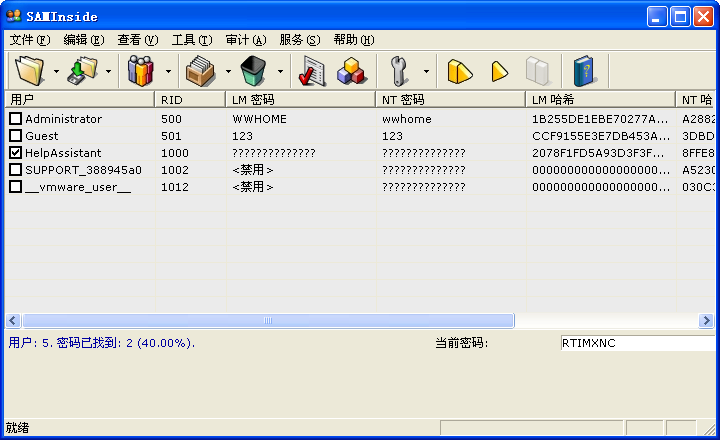 SAMInside
文件(F) 编辑(E) 查看(V) 工具(T) 审计(A) 服务(S) 帮助(H)
用户 RID LM 密码 NT 密码 LM 哈希 NT 哈
Administrator 500 WWHOME wwhome 1B255DE1EBE70277A... A2882
Guest 501 123 123 CCF9155E3E7DB453A... 3DBD
HelpAssistant 1000 ?????????????? ?????????????? 2078F1FD5A93D3F3F... 8FFE8
SUPPORT_388945a0 1002 <禁用> ?????????????? 00000000000000000... A5230
__vmware_user__ 1012 <禁用> ?????????????? 00000000000000000... 030C3
用户: 5. 密码已找到: 2 (40.00%). 当前密码: RTIMXNC
就绪